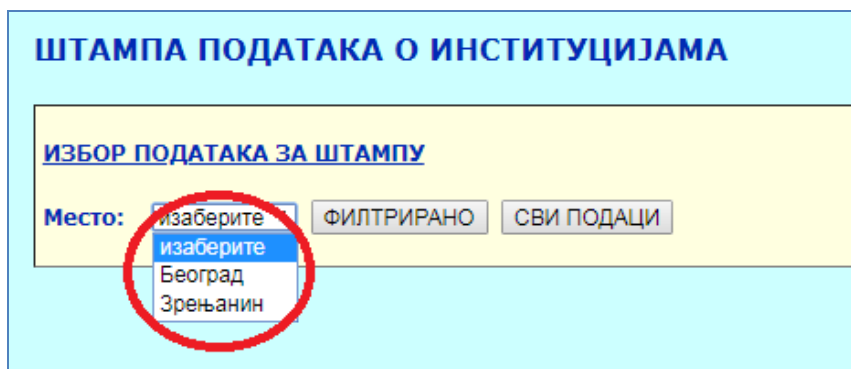 ШТАМПА ПОДАТАКА О ИНСТИТУЦИЈАМА
ИЗБОР ПОДАТАКА ЗА ШТАМПУ
Место: изаберите ФИЛТРИРАНО СВИ ПОДАЦИ
изаберите
Београд
Зрењанин